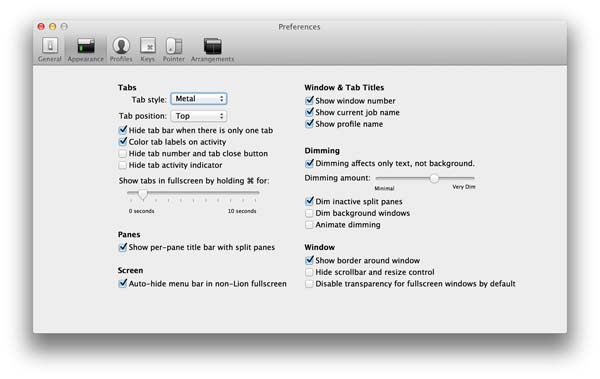 Preferences
General Appearance Profiles Keys Pointer Arrangements
Tabs
Tab style: Metal
Tab position: Top
Hide tab bar when there is only one tab
Color tab labels on activity
Hide tab number and tab close button
Hide tab activity indicator
Show tabs in fullscreen by holding ⌘ for:
0 seconds 10 seconds
Panes
Show per-pane title bar with split panes
Screen
Auto-hide menu bar in non-Lion fullscreen
Window & Tab Titles
Show window number
Show current job name
Show profile name
Dimming
Dimming affects only text, not background.
Dimming amount:
Minimal Very Dim
Dim inactive split panes
Dim background windows
Animate dimming
Window
Show border around window
Hide scrollbar and resize control
Disable transparency for fullscreen windows by default